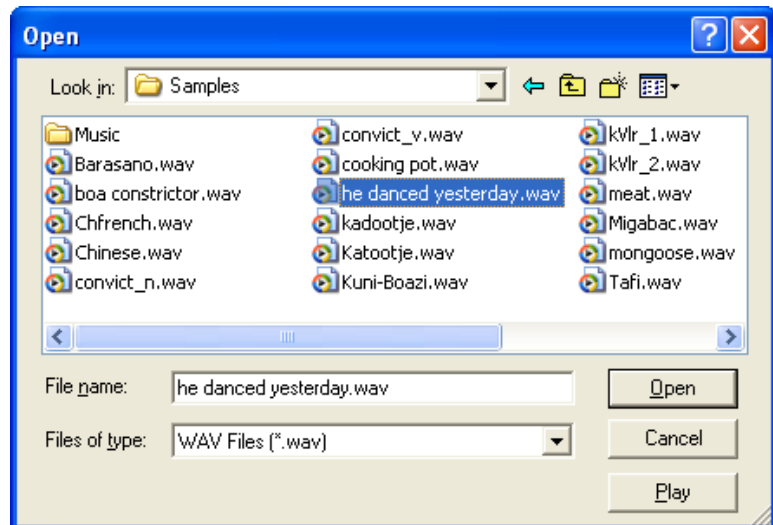 Open
Look in: Samples
Music
Barasano.wav
boa constrictor.wav
Chfrench.wav
Chinese.wav
convict_n.wav
convict_v.wav
cooking pot.wav
he danced yesterday.wav
kadootje.wav
Katootje.wav
Kuni-Boazi.wav
kVlr_1.wav
kVlr_2.wav
meat.wav
Migabac.wav
mongoose.wav
Tafi.wav
File name: he danced yesterday.wav
Open
Files of type: WAV Files (*.wav)
Cancel
Play